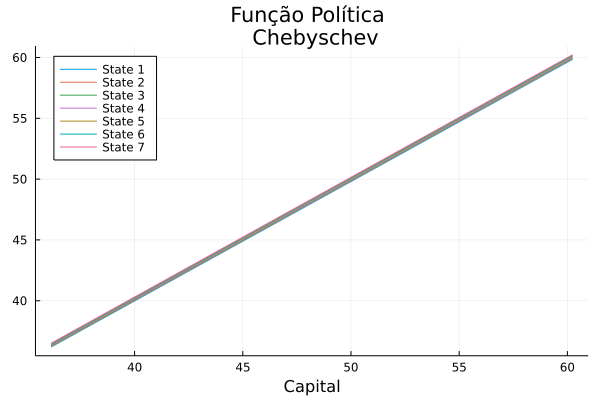 Função Política
Chebyschev
State 1
State 2
State 3
State 4
State 5
State 6
State 7
60
55
50
45
40
40
45
50
55
60
Capital